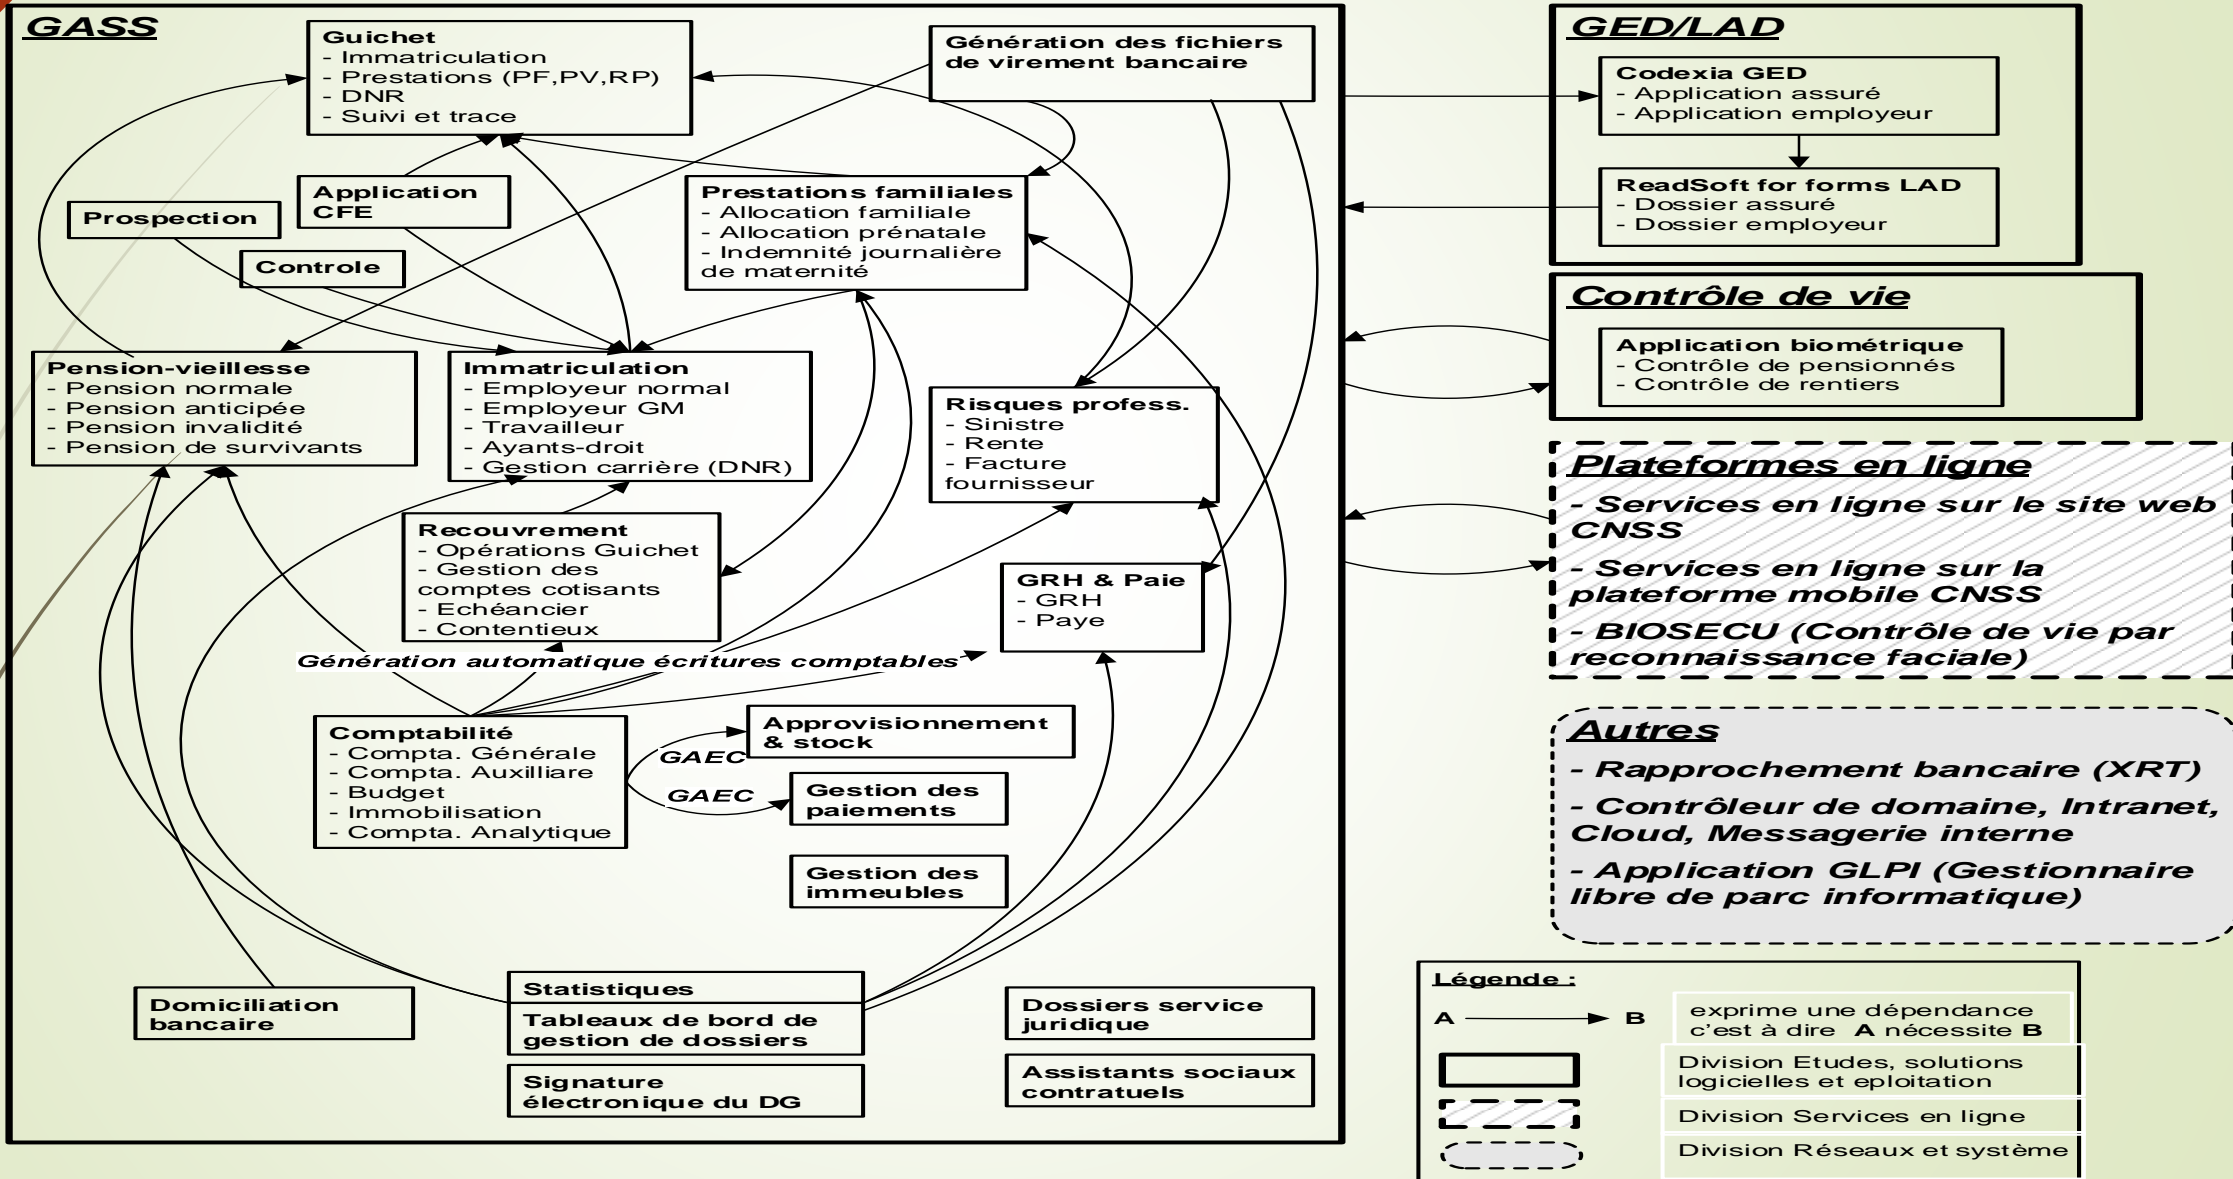 GASS
Guichet
- Immatriculation
- Prestations (PF,PV,RP)
- DNR
- Suivi et trace
Génération des fichiers
de virement bancaire
Application
CFE
Prospection
Controle
Prestations familiales
- Allocation familiale
- Allocation prénatale
- Indemnité journalière
de maternité
Pension-vieillesse
- Pension normale
- Pension anticipée
- Pension invalidité
- Pension de survivants
Immatriculation
- Employeur normal
- Employeur GM
- Travailleur
- Ayants-droit
- Gestion carrière (DNR)
Risques profess.
- Sinistre
- Rente
- Facture
fournisseur
Recouvrement
- Opérations Guichet
- Gestion des
comptes cotisants
- Echéancier
- Contentieux
GRH & Paie
- GRH
- Paye
Génération automatique écritures comptables
Comptabilité
- Compta. Générale
- Compta. Auxilliare
- Budget
- Immobilisation
- Compta. Analytique
GAEC
GAEC
Approvisionnement
& stock
Gestion des
paiements
Gestion des
immeubles
Domiciliation
bancaire
Statistiques
Tableaux de bord de
gestion de dossiers
Signature
électronique du DG
Dossiers service
juridique
Assistants sociaux
contratuels
GED/LAD
Codexia GED
- Application assuré
- Application employeur
ReadSoft for forms LAD
- Dossier assuré
- Dossier employeur
Contrôle de vie
Application biométrique
- Contrôle de pensionnés
- Contrôle de rentiers
Plateformes en ligne
- Services en ligne sur le site web
CNSS
- Services en ligne sur la
plateforme mobile CNSS
- BIOSECU (Contrôle de vie par
reconnaissance faciale)
Autres
- Rapprochement bancaire (XRT)
- Contrôleur de domaine, Intranet,
Cloud, Messagerie interne
- Application GLPI (Gestionnaire
libre de parc informatique)
Légende :
A B
exprime une dépendance
c'est à dire A nécessite B
Division Etudes, solutions
logicielles et eploitation
Division Services en ligne
Division Réseaux et système